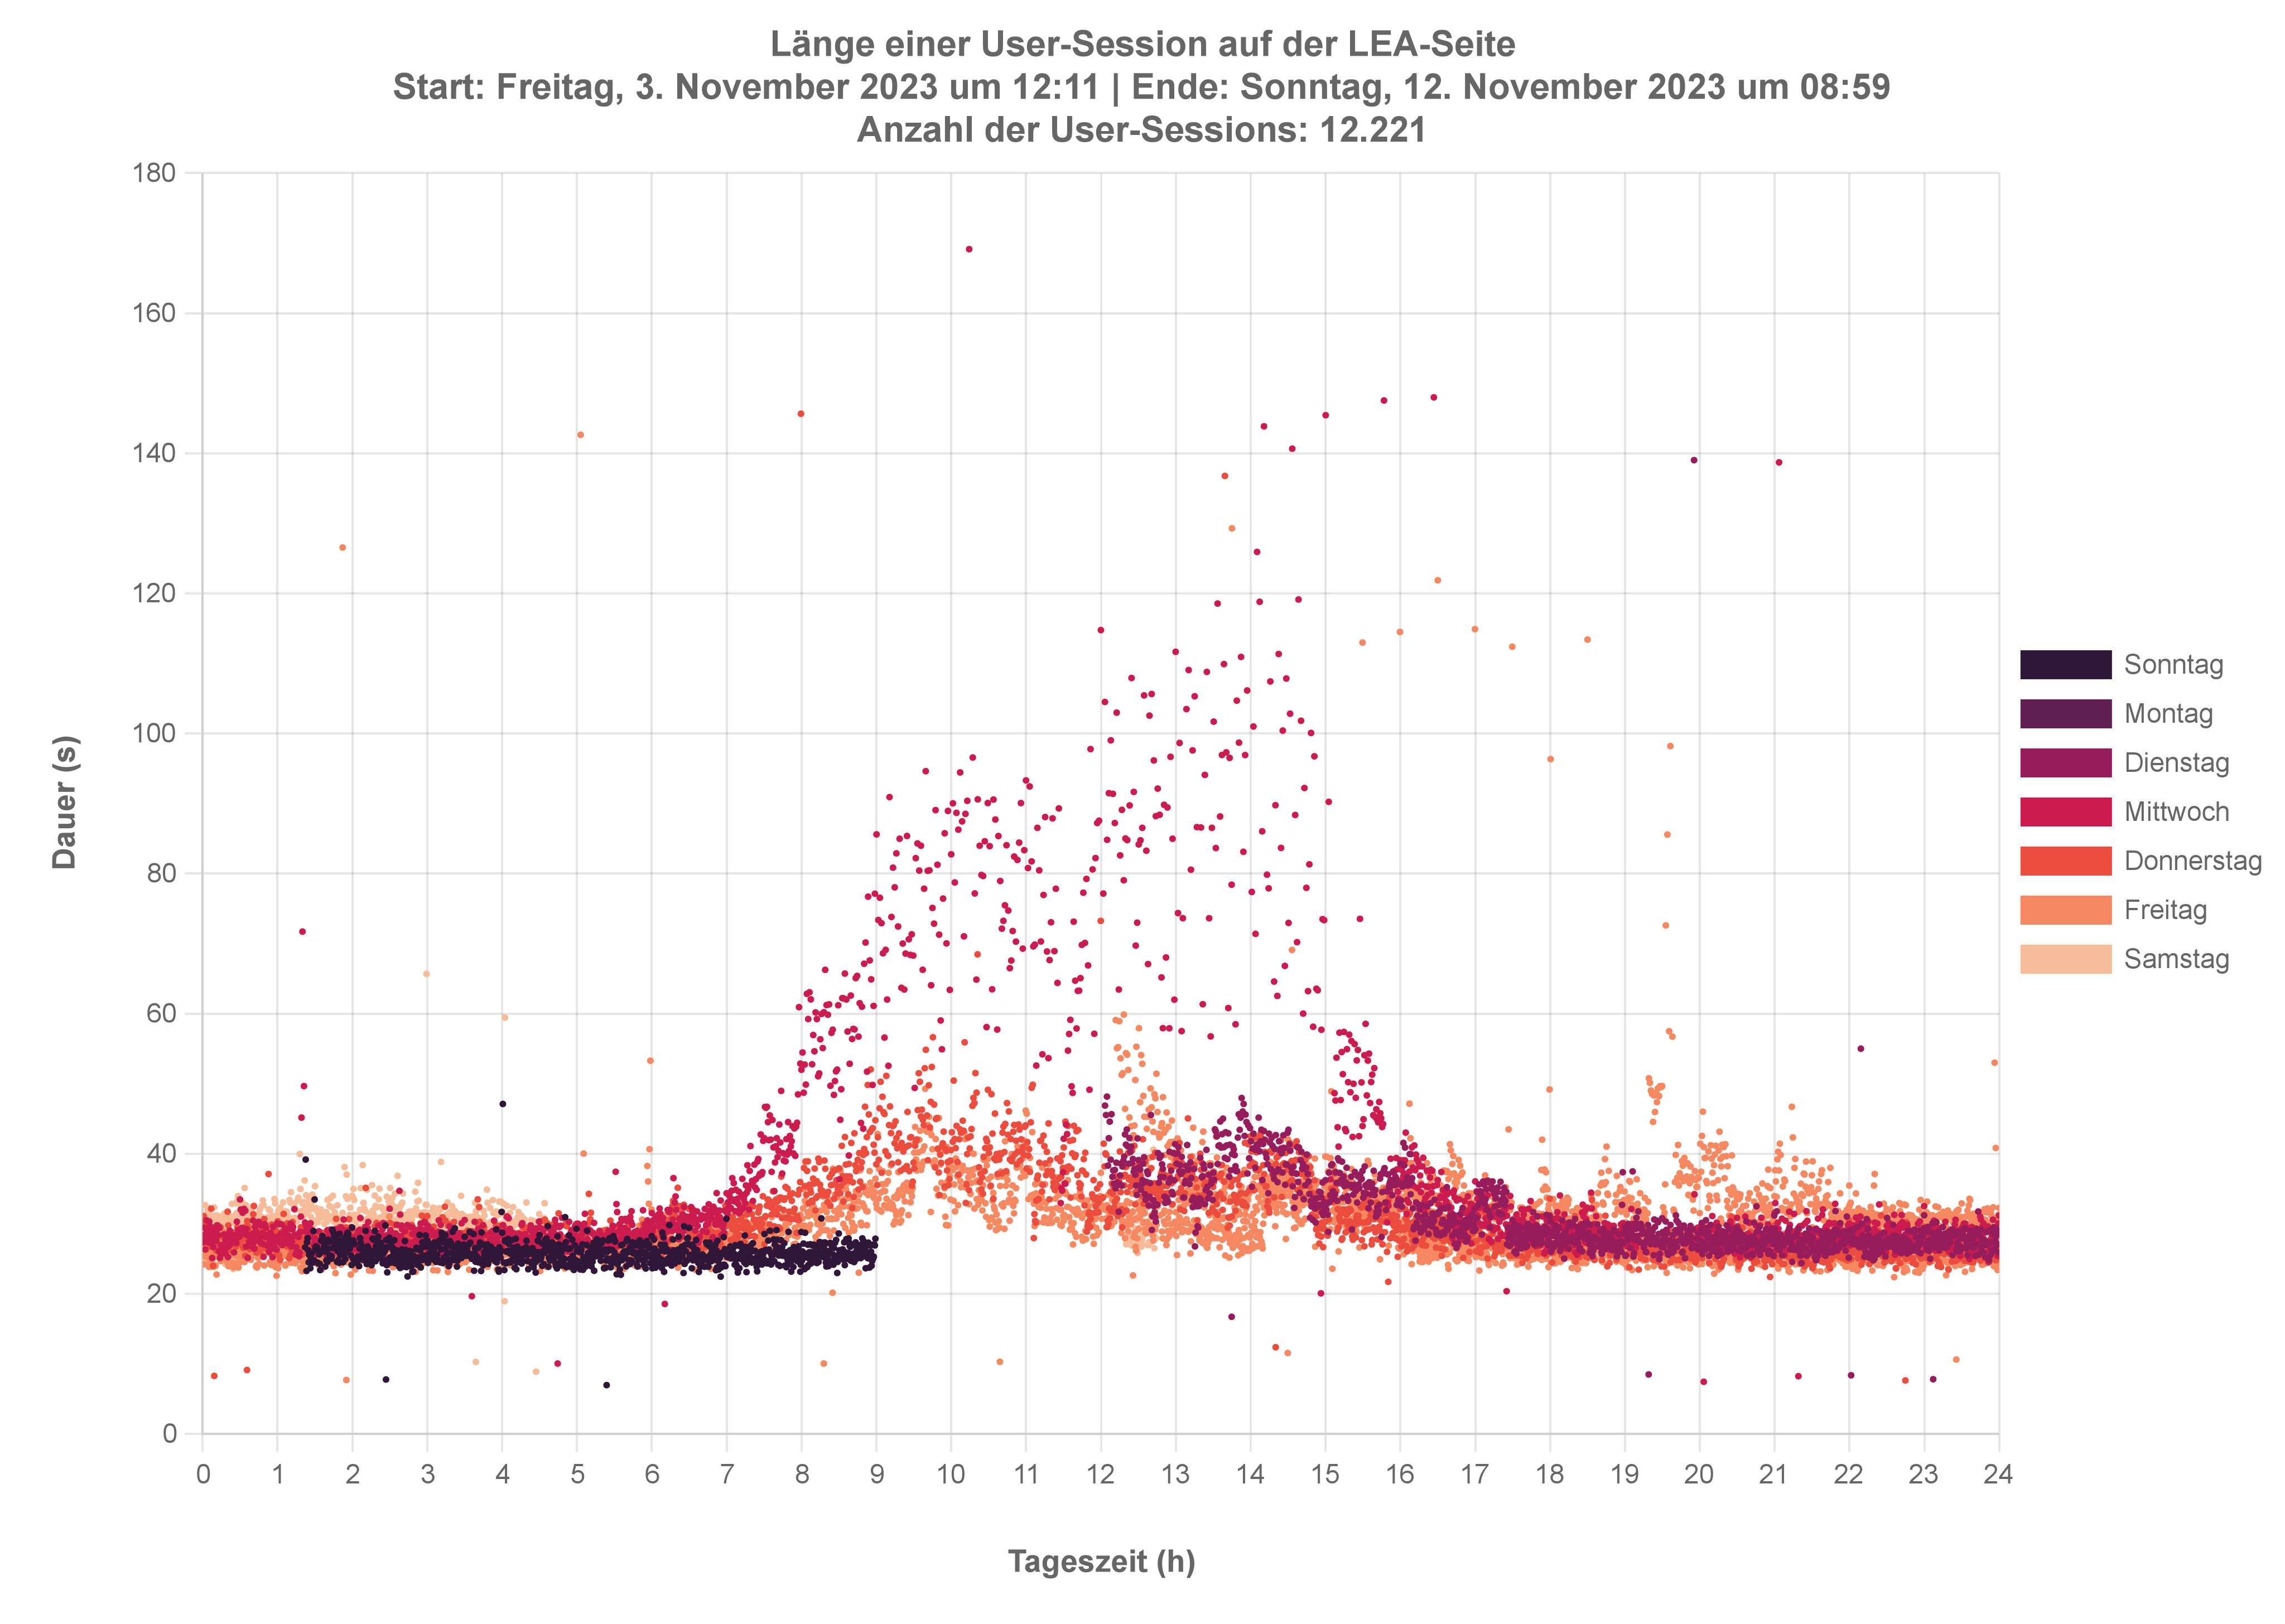 Länge einer User-Session auf der LEA-Seite
Start: Freitag, 3. November 2023 um 12:11 | Ende: Sonntag, 12. November 2023 um 08:59
Anzahl der User-Sessions: 12.221
180
160
140
120
100
80
60
40
20
0
Dauer (s)
0 1 2 3 4 5 6 7 8 9 10 11 12 13 14 15 16 17 18 19 20 21 22 23 24
Tageszeit (h)
Sonntag
Montag
Dienstag
Mittwoch
Donnerstag
Freitag
Samstag